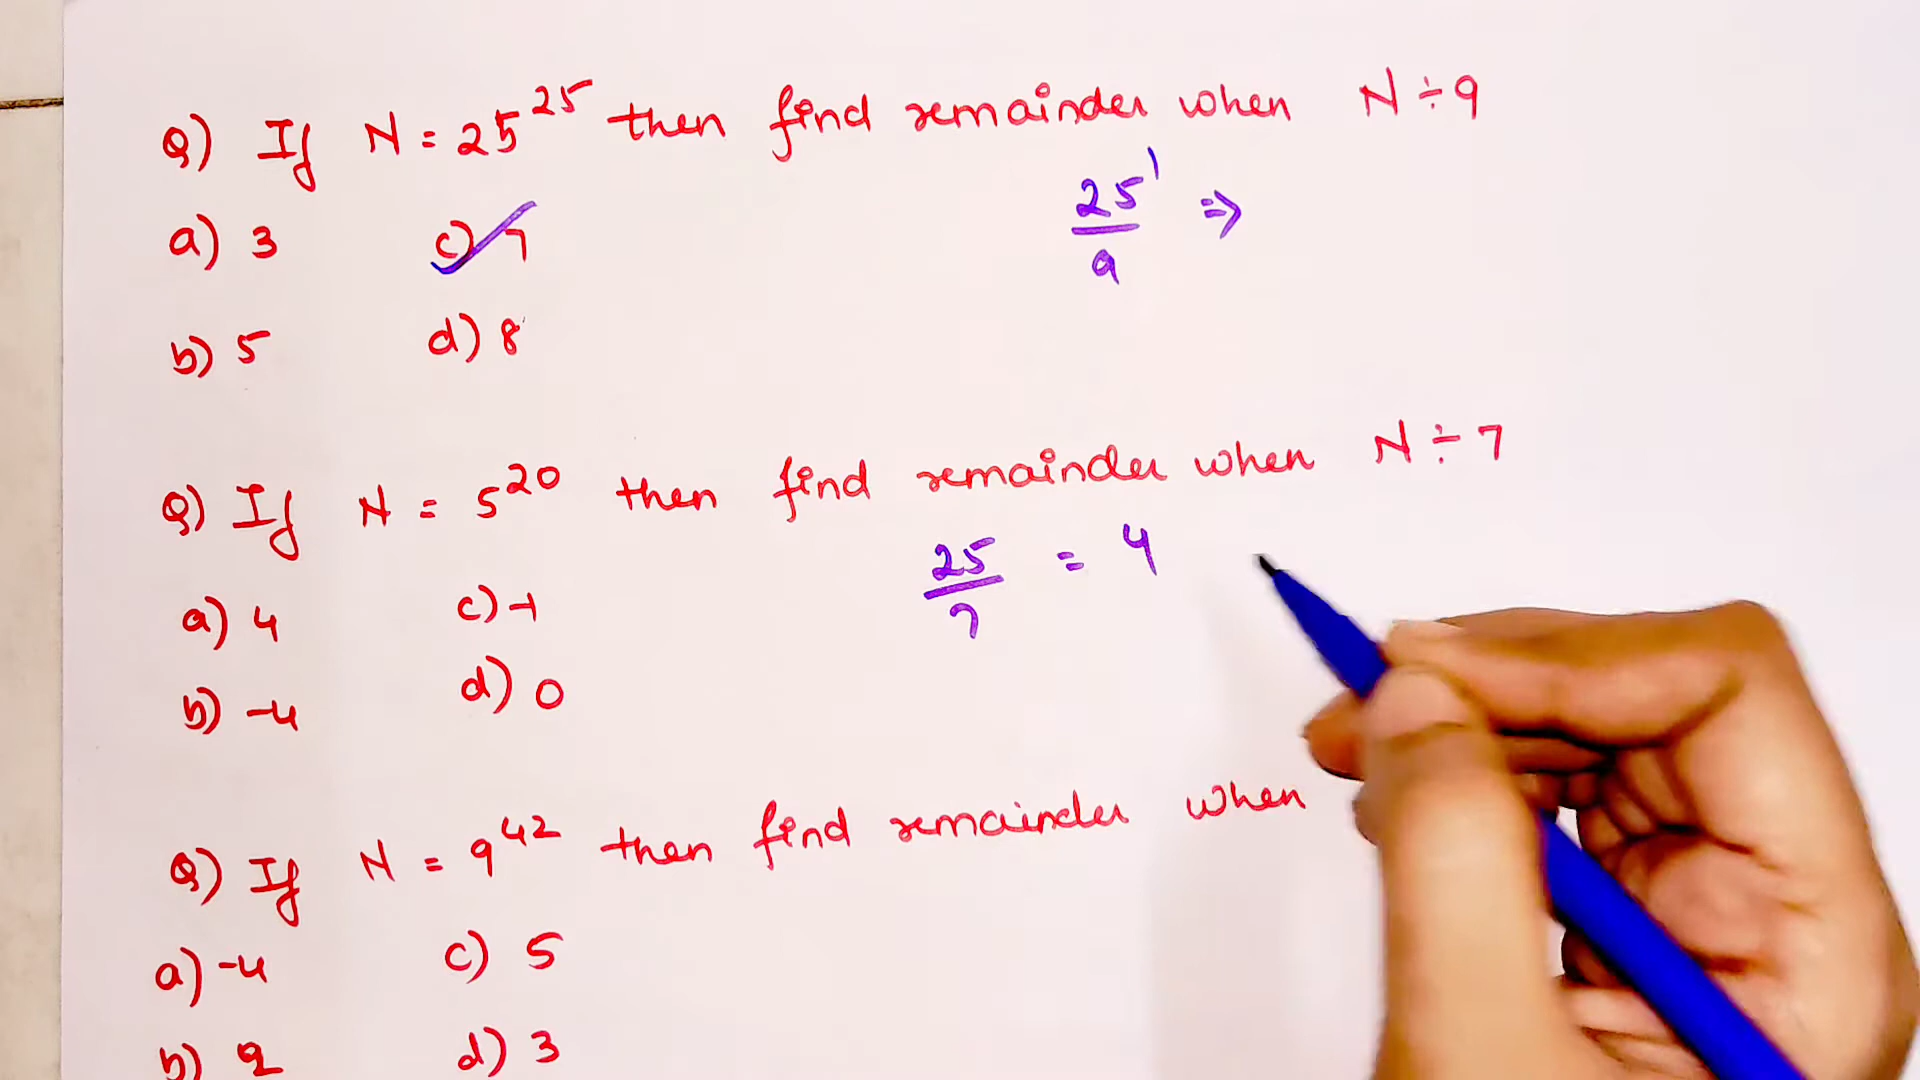 Q) If N = 25^25 then find remainder when N ÷ 9
25^1 / 9 ⇒
a) 3 c) 7
b) 5 d) 8
Q) If N = 5^20 then find remainder when N ÷ 7
25 / 7 = 4
a) 4 c) -1
b) -4 d) 0
Q) If N = 9^42 then find remainder when
a) -4 c) 5
b) 2 d) 3